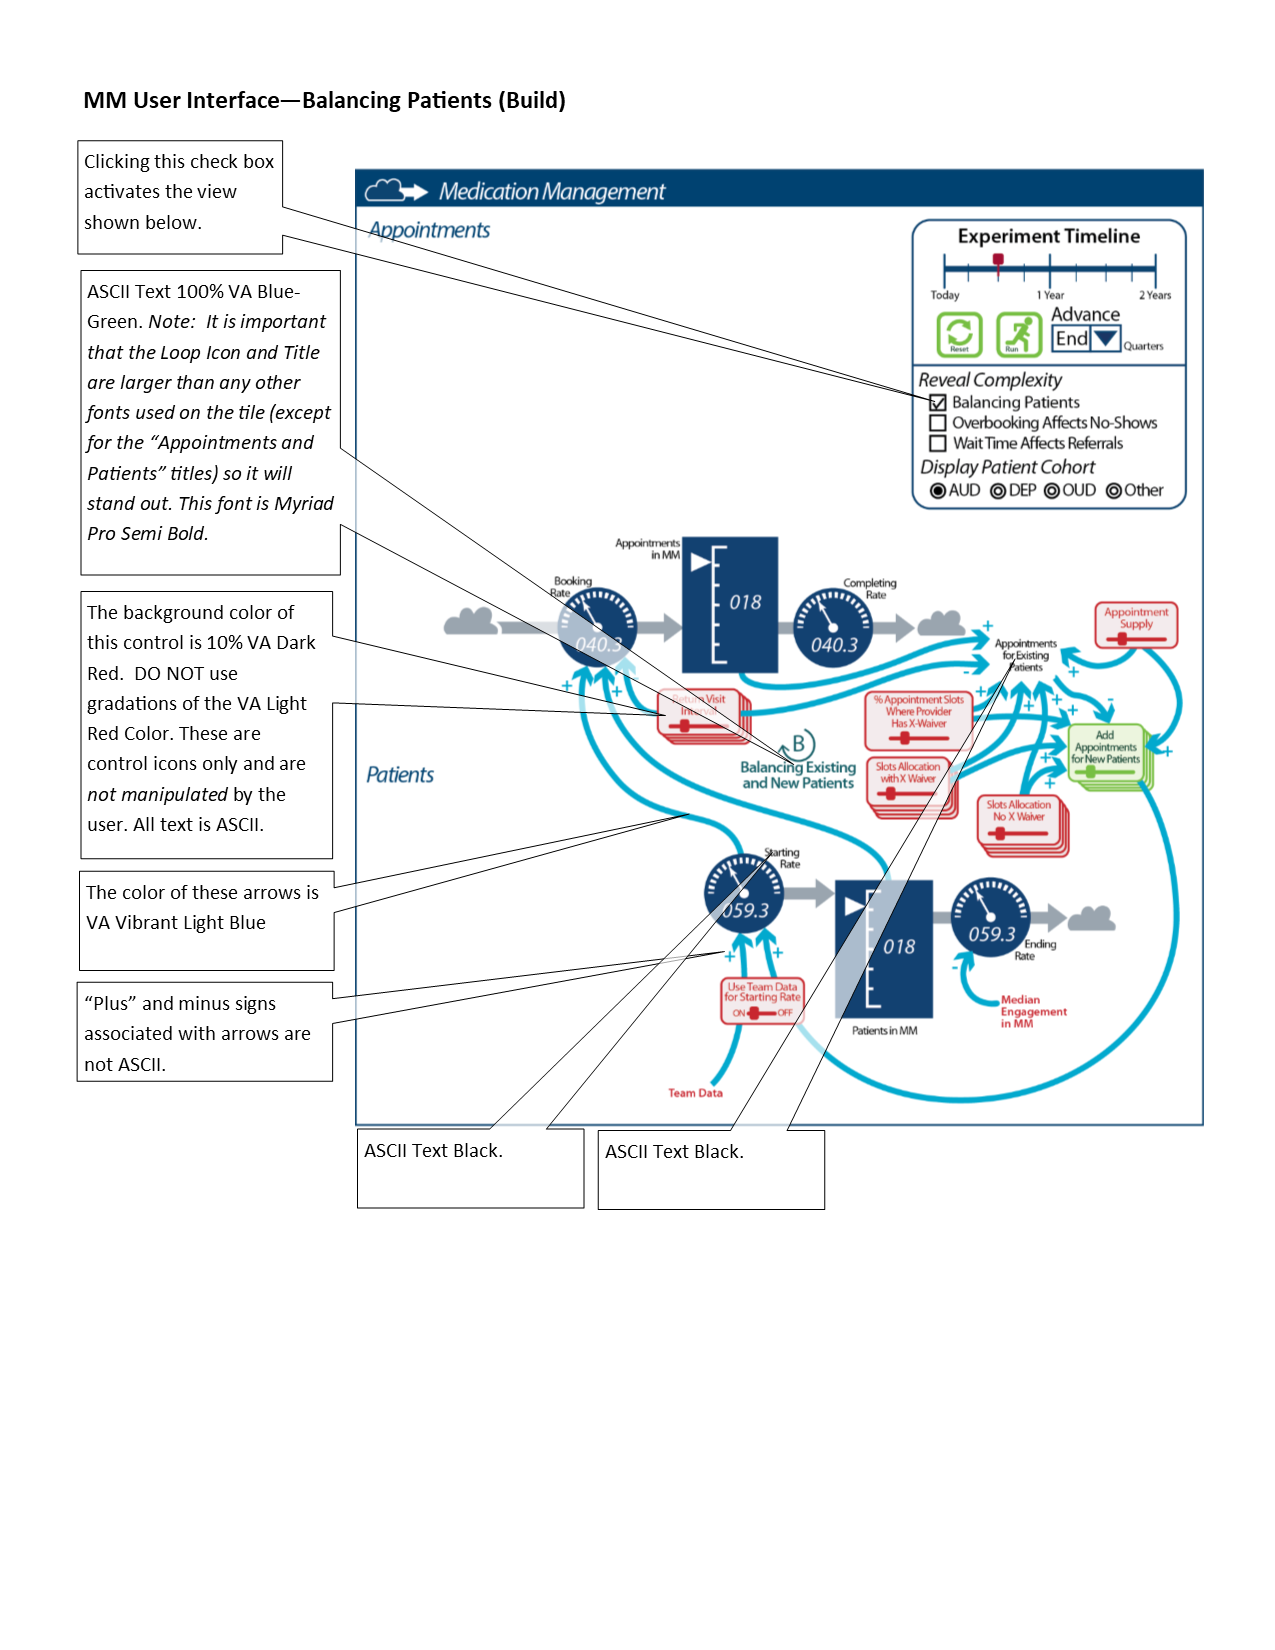 MM User Interface—Balancing Patients (Build)
Clicking this check box
activates the view
shown below.
ASCII Text 100% VA Blue-
Green. Note:  It is important
that the Loop Icon and Title
are larger than any other
fonts used on the tile (except
for the “Appointments and
Patients” titles) so it will
stand out. This font is Myriad
Pro Semi Bold.
The background color of
this control is 10% VA Dark
Red.  DO NOT use
gradations of the VA Light
Red Color. These are
control icons only and are
not manipulated by the
user. All text is ASCII.
The color of these arrows is
VA Vibrant Light Blue
“Plus” and minus signs
associated with arrows are
not ASCII.
Medication Management
Appointments
Experiment Timeline
Today 1 Year 2 Years
Reset
Run
Advance
End
Quarters
Reveal Complexity
Balancing Patients
Overbooking Affects No-Shows
Wait Time Affects Referrals
Display Patient Cohort
AUD DEP OUD Other
Appointments
in MM
018
Booking
Rate
040.3
Completing
Rate
040.3
Appointments
for Existing
Patients
Appointment
Supply
Return Visit
Interval
% Appointment Slots
Where Provider
Has X-Waiver
Slots Allocation
with X Waiver
Add
Appointments
for New Patients
Slots Allocation
No X Waiver
B
Balancing Existing
and New Patients
Patients
Starting
Rate
059.3
018
Patients in MM
059.3
Ending
Rate
Use Team Data
for Starting Rate
ON OFF
Team Data
Median
Engagement
in MM
+
+
+
-
+
+
+
+
+
-
+
+
+
+
+
-
ASCII Text Black.
ASCII Text Black.